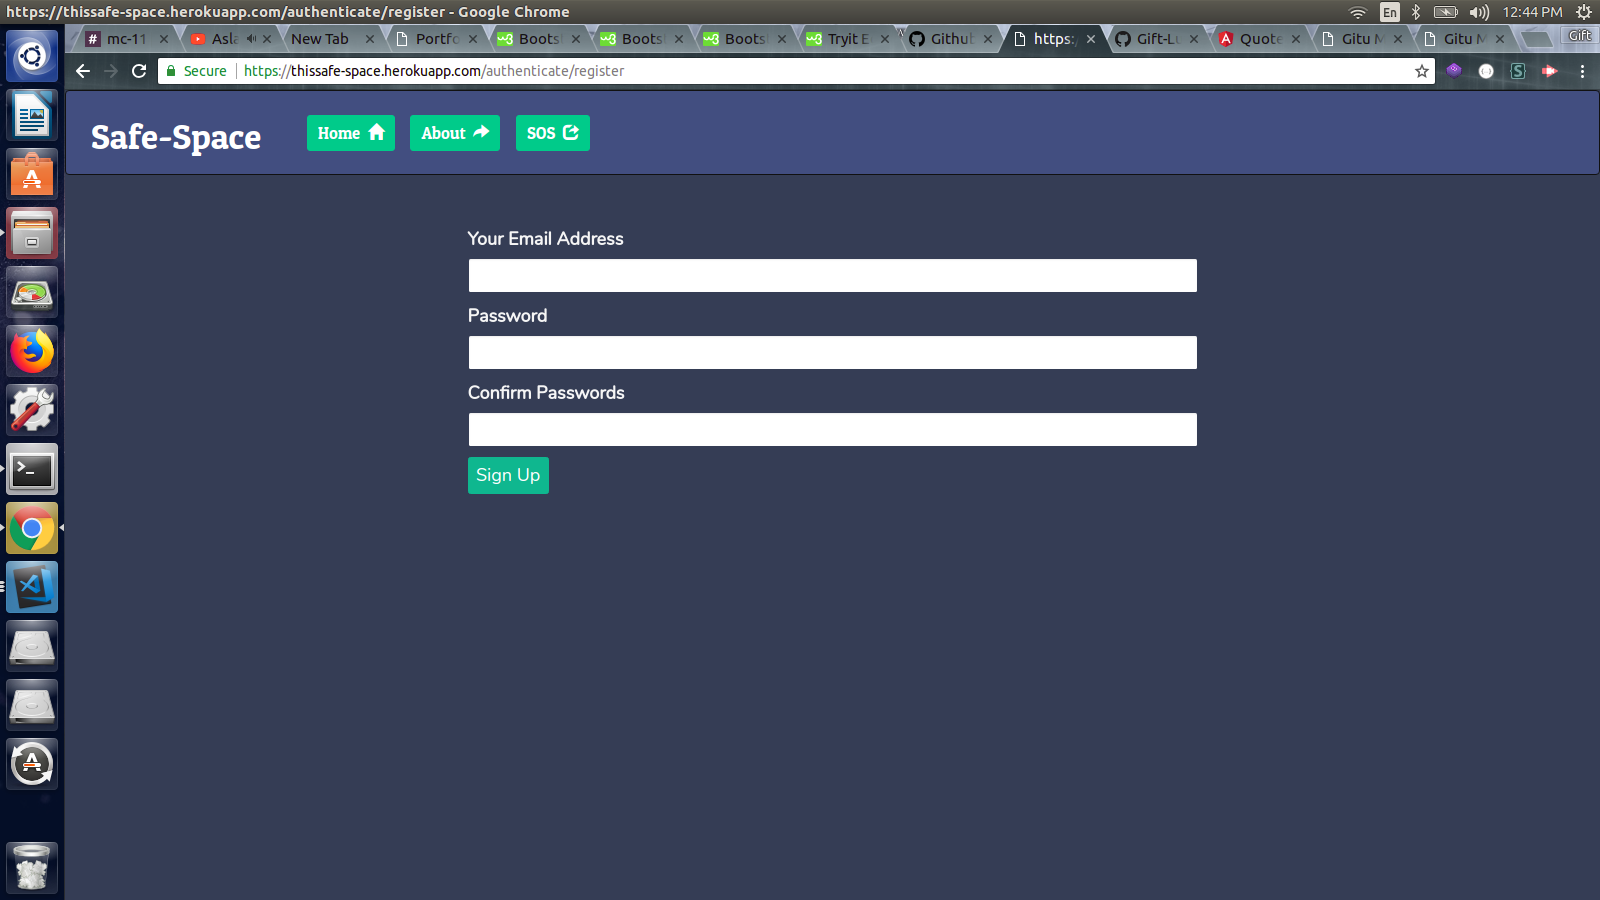 https://thissafe-space.herokuapp.com/authenticate/register - Google Chrome
En
12:44 PM
mc-11
Asla
New Tab
Portfo
Boots
Boots
Boots
Tryit E
Github
https:
Gift-Lu
Quote
Gitu M
Gitu M
Gift
Secure
https://thissafe-space.herokuapp.com/authenticate/register
Safe-Space
Home
About
SOS
Your Email Address
Password
Confirm Passwords
Sign Up